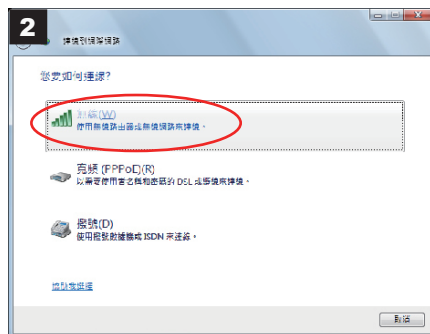 2
連線到網際網路
您要如何連線?
無線(W)
使用無線路由器或無線網路來連線。
寬頻 (PPPoE)(R)
以需要使用者名稱和密碼的 DSL 或纜線來連線。
撥號(D)
使用撥號數據機或 ISDN 來連線。
協助我選擇
取消